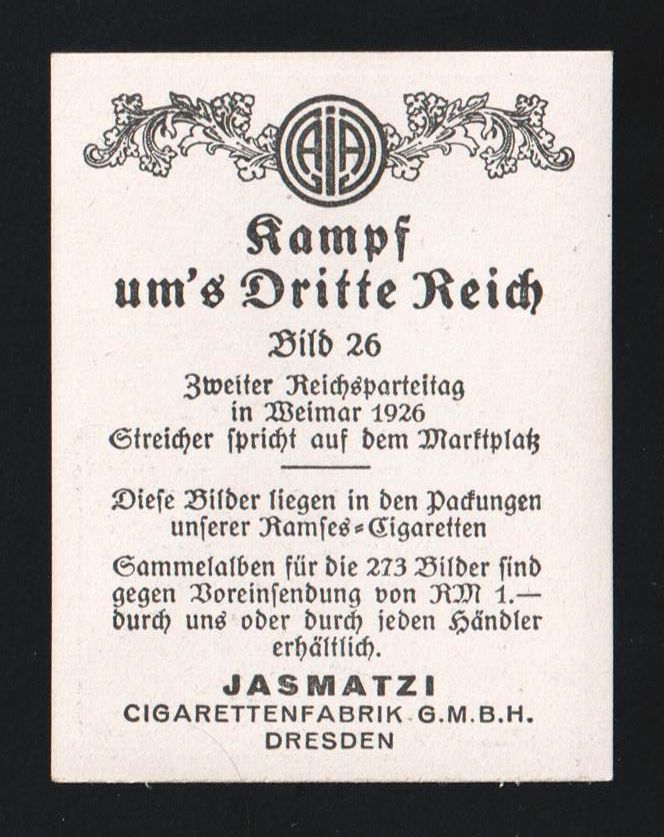 Kampf
um's Dritte Reich
Bild 26
Zweiter Reichsparteitag
in Weimar 1926
Streicher spricht auf dem Marktplatz
Diese Bilder liegen in den Packungen
unserer Ramses-Cigaretten
Sammelalben für die 273 Bilder sind
gegen Voreinsendung von RM 1.—
durch uns oder durch jeden Händler
erhältlich.
JASMATZI
CIGARETTENFABRIK G.M.B.H.
DRESDEN